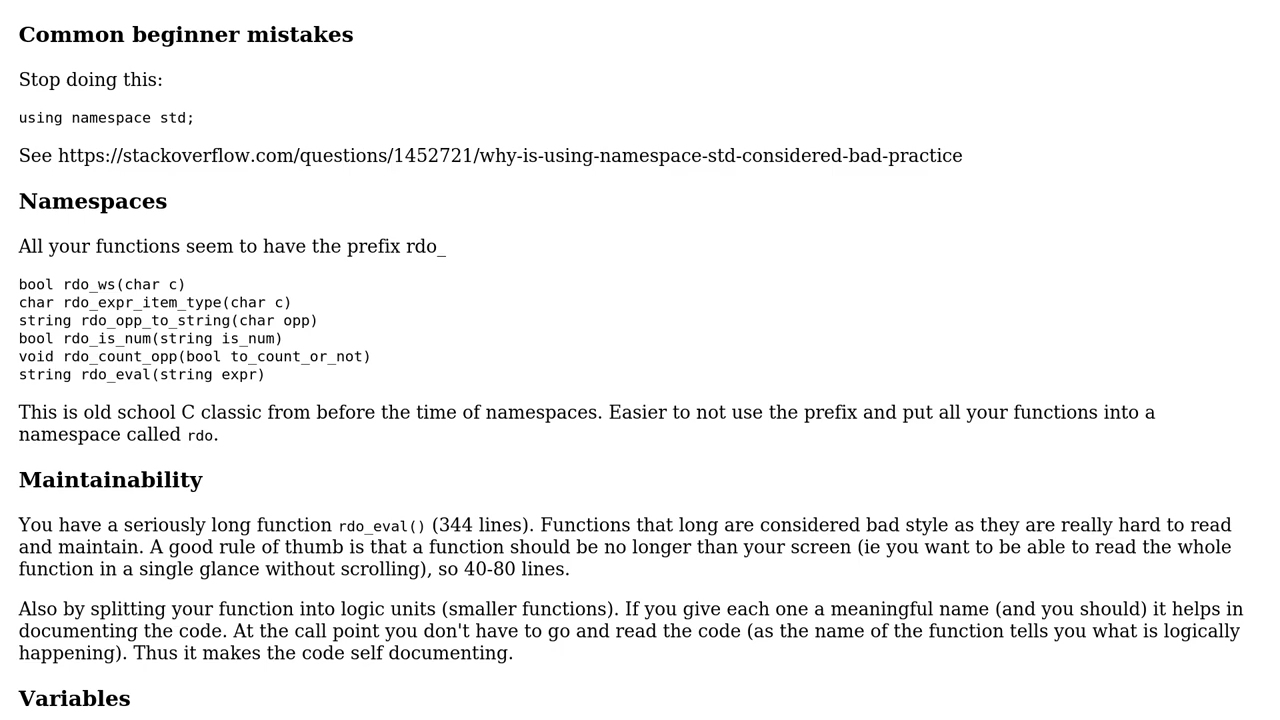 Common beginner mistakes
Stop doing this:
using namespace std;
See https://stackoverflow.com/questions/1452721/why-is-using-namespace-std-considered-bad-practice
Namespaces
All your functions seem to have the prefix rdo_
bool rdo_ws(char c)
char rdo_expr_item_type(char c)
string rdo_opp_to_string(char opp)
bool rdo_is_num(string is_num)
void rdo_count_opp(bool to_count_or_not)
string rdo_eval(string expr)
This is old school C classic from before the time of namespaces. Easier to not use the prefix and put all your functions into a
namespace called rdo.
Maintainability
You have a seriously long function rdo_eval() (344 lines). Functions that long are considered bad style as they are really hard to read
and maintain. A good rule of thumb is that a function should be no longer than your screen (ie you want to be able to read the whole
function in a single glance without scrolling), so 40-80 lines.
Also by splitting your function into logic units (smaller functions). If you give each one a meaningful name (and you should) it helps in
documenting the code. At the call point you don't have to go and read the code (as the name of the function tells you what is logically
happening). Thus it makes the code self documenting.
Variables